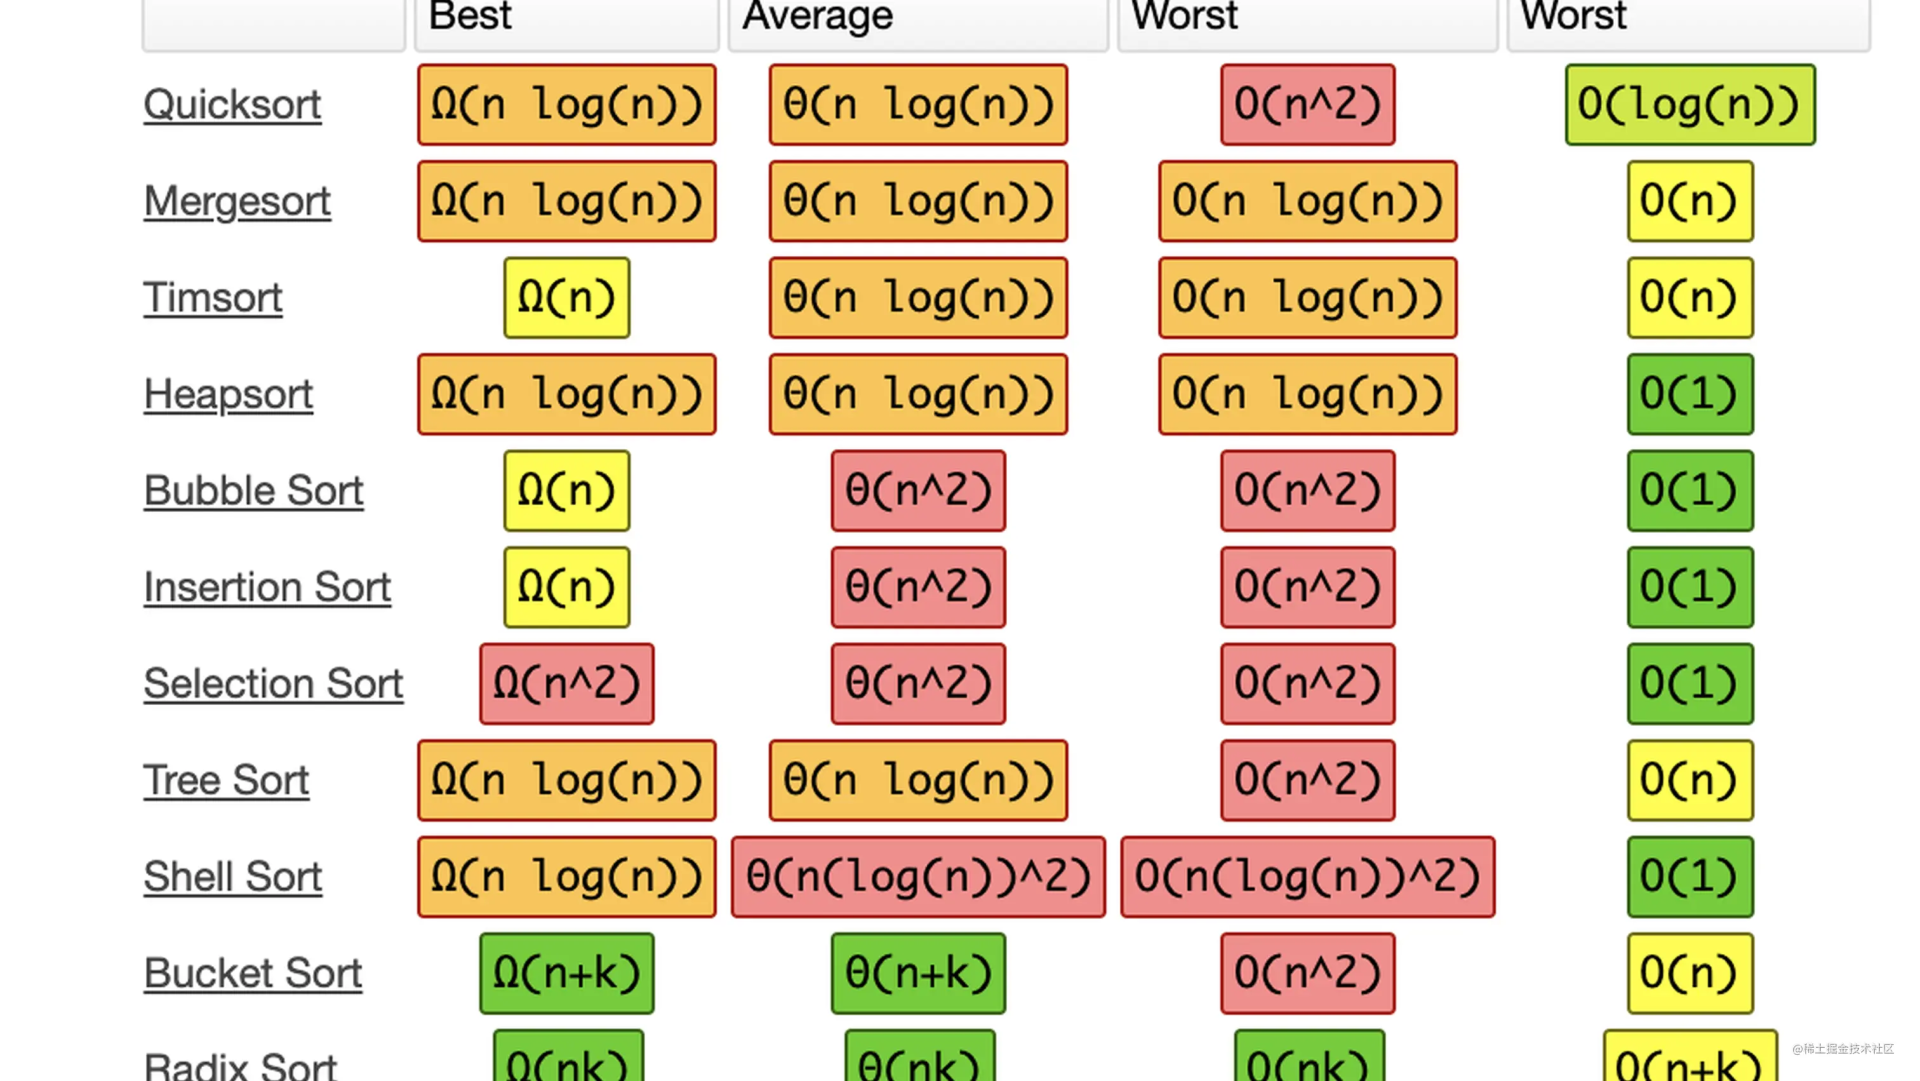 Best Average Worst Worst
Quicksort Ω(n log(n)) Θ(n log(n)) O(n^2) O(log(n))
Mergesort Ω(n log(n)) Θ(n log(n)) O(n log(n)) O(n)
Timsort Ω(n) Θ(n log(n)) O(n log(n)) O(n)
Heapsort Ω(n log(n)) Θ(n log(n)) O(n log(n)) O(1)
Bubble Sort Ω(n) Θ(n^2) O(n^2) O(1)
Insertion Sort Ω(n) Θ(n^2) O(n^2) O(1)
Selection Sort Ω(n^2) Θ(n^2) O(n^2) O(1)
Tree Sort Ω(n log(n)) Θ(n log(n)) O(n^2) O(n)
Shell Sort Ω(n log(n)) Θ(n(log(n))^2) O(n(log(n))^2) O(1)
Bucket Sort Ω(n+k) Θ(n+k) O(n^2) O(n)
Radix Sort Ω(nk) Θ(nk) O(nk) O(n+k)
@稀土掘金技术社区